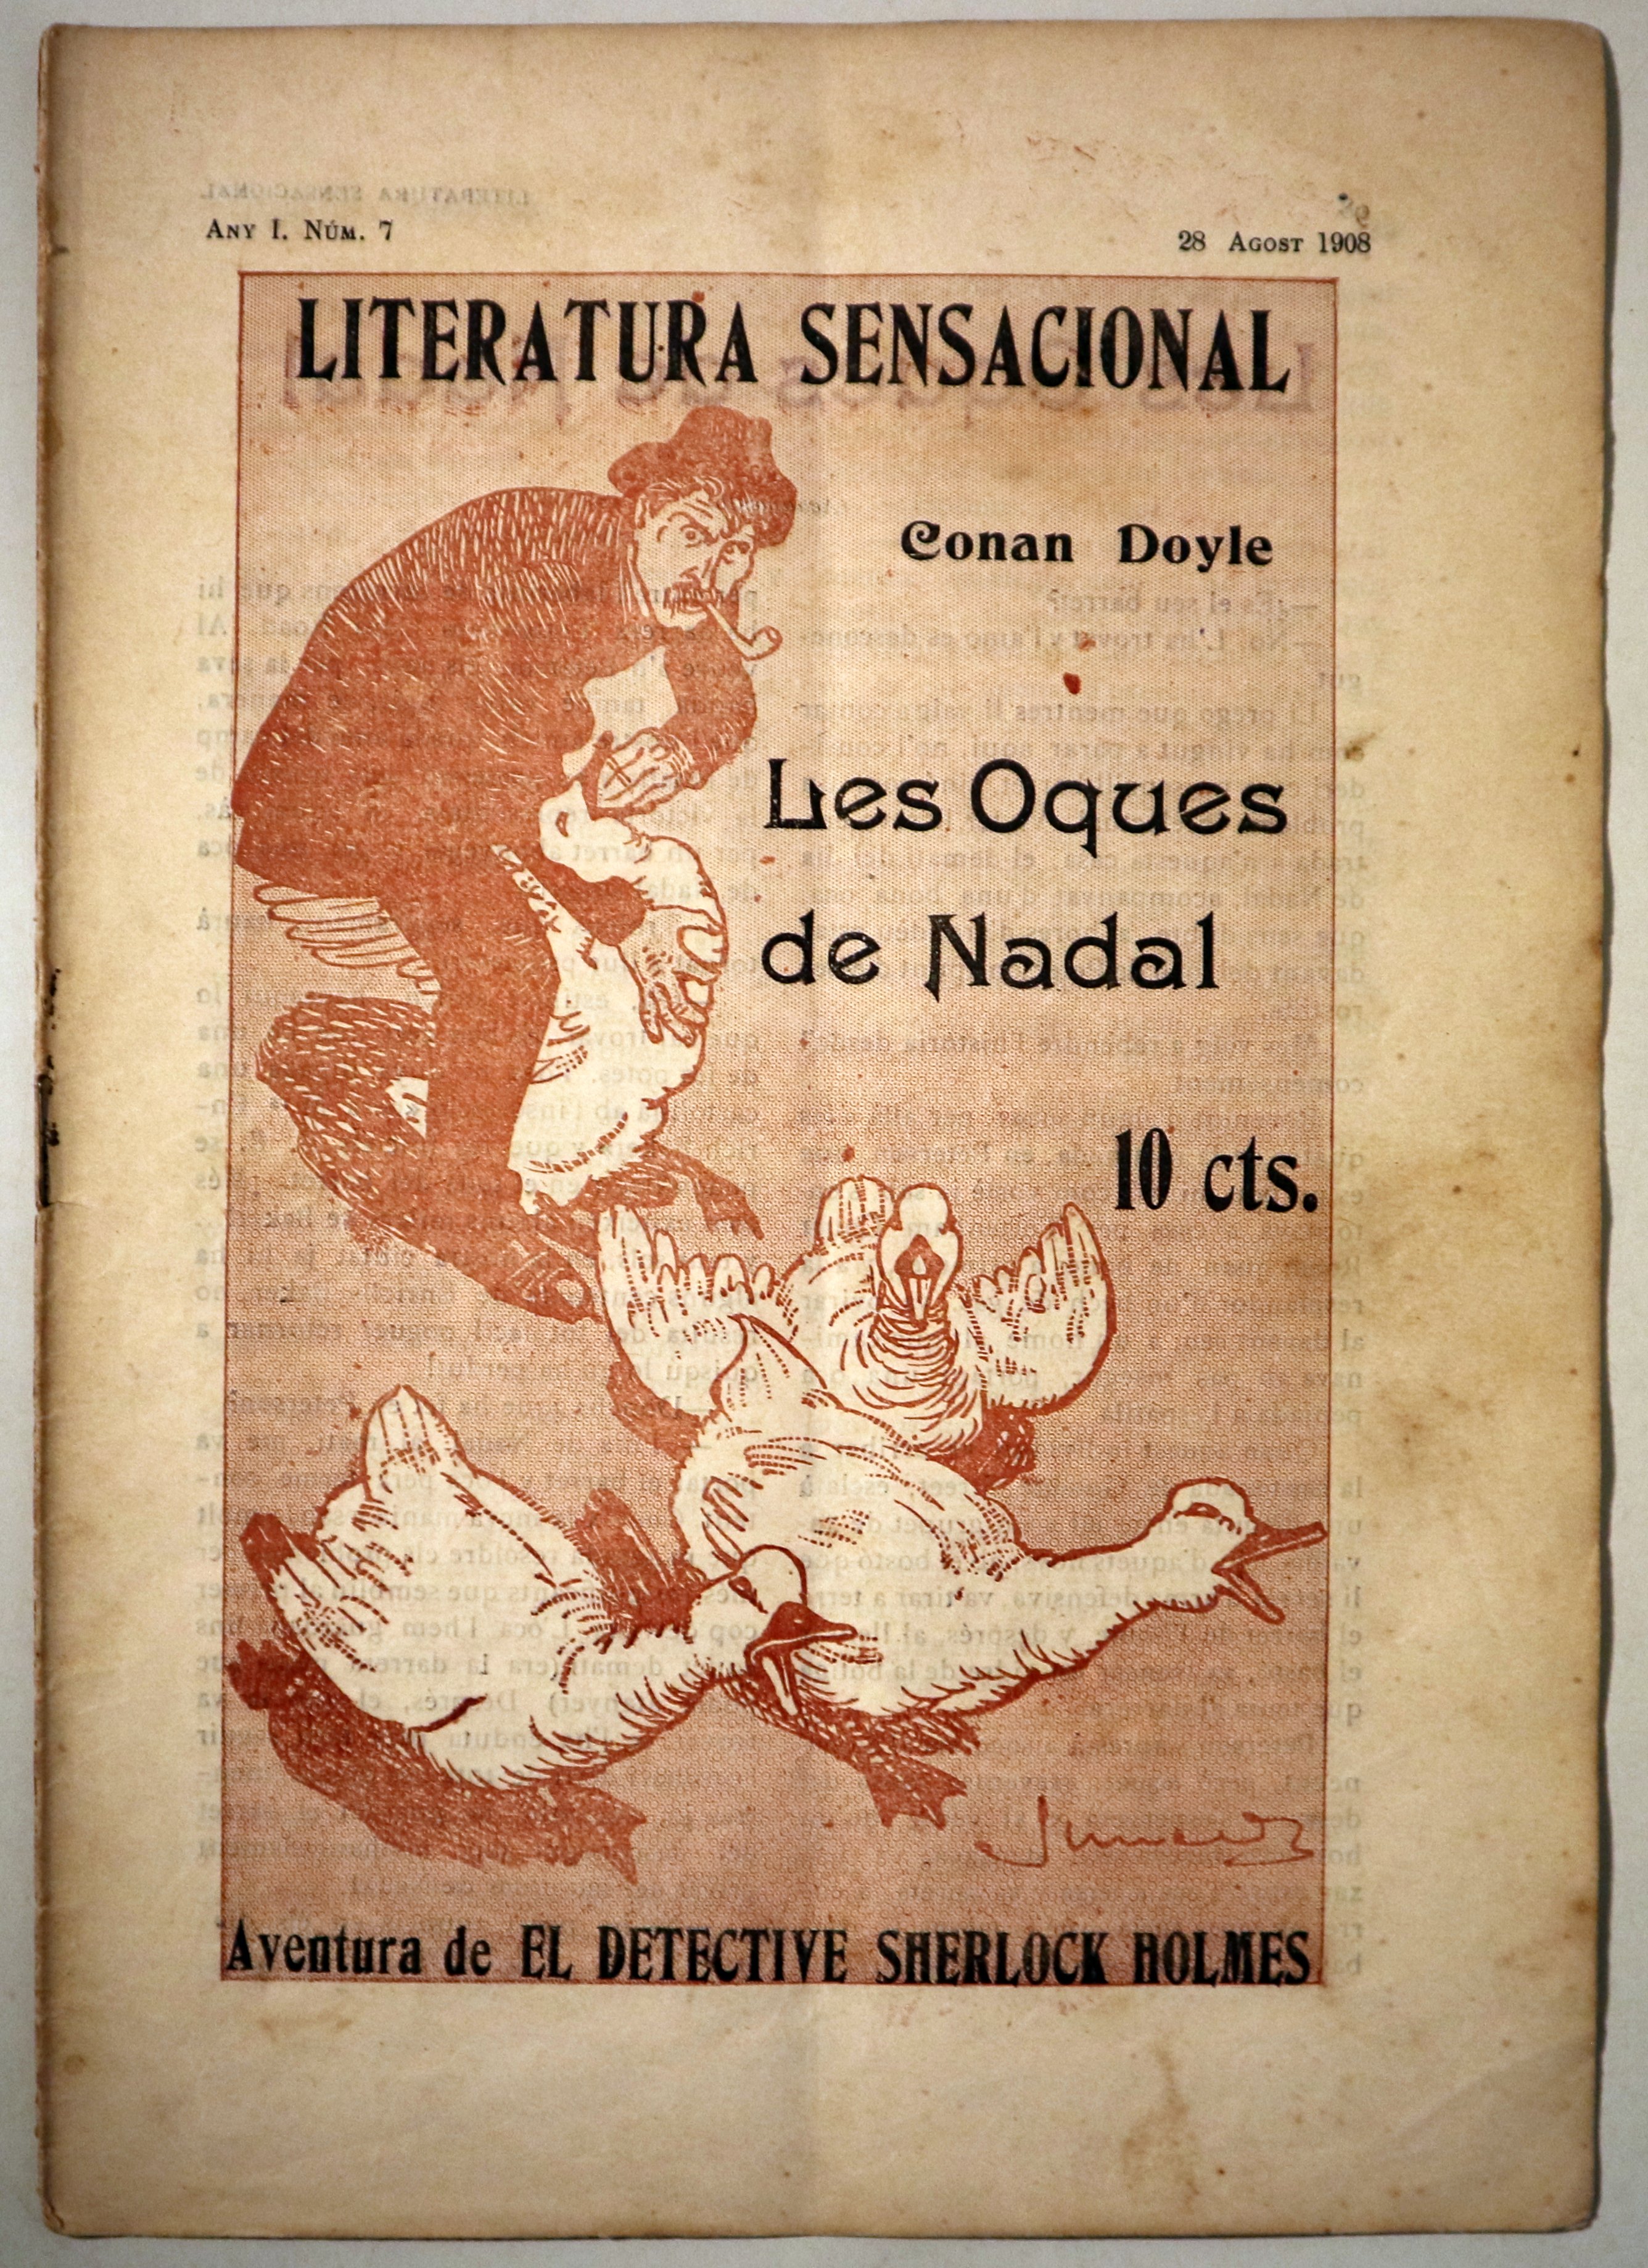 Any I. Núm. 7
28 Agost 1908
LITERATURA SENSACIONAL
Conan Doyle
Les Oques
de Nadal
10 cts.
Aventura de EL DETECTIVE SHERLOCK HOLMES